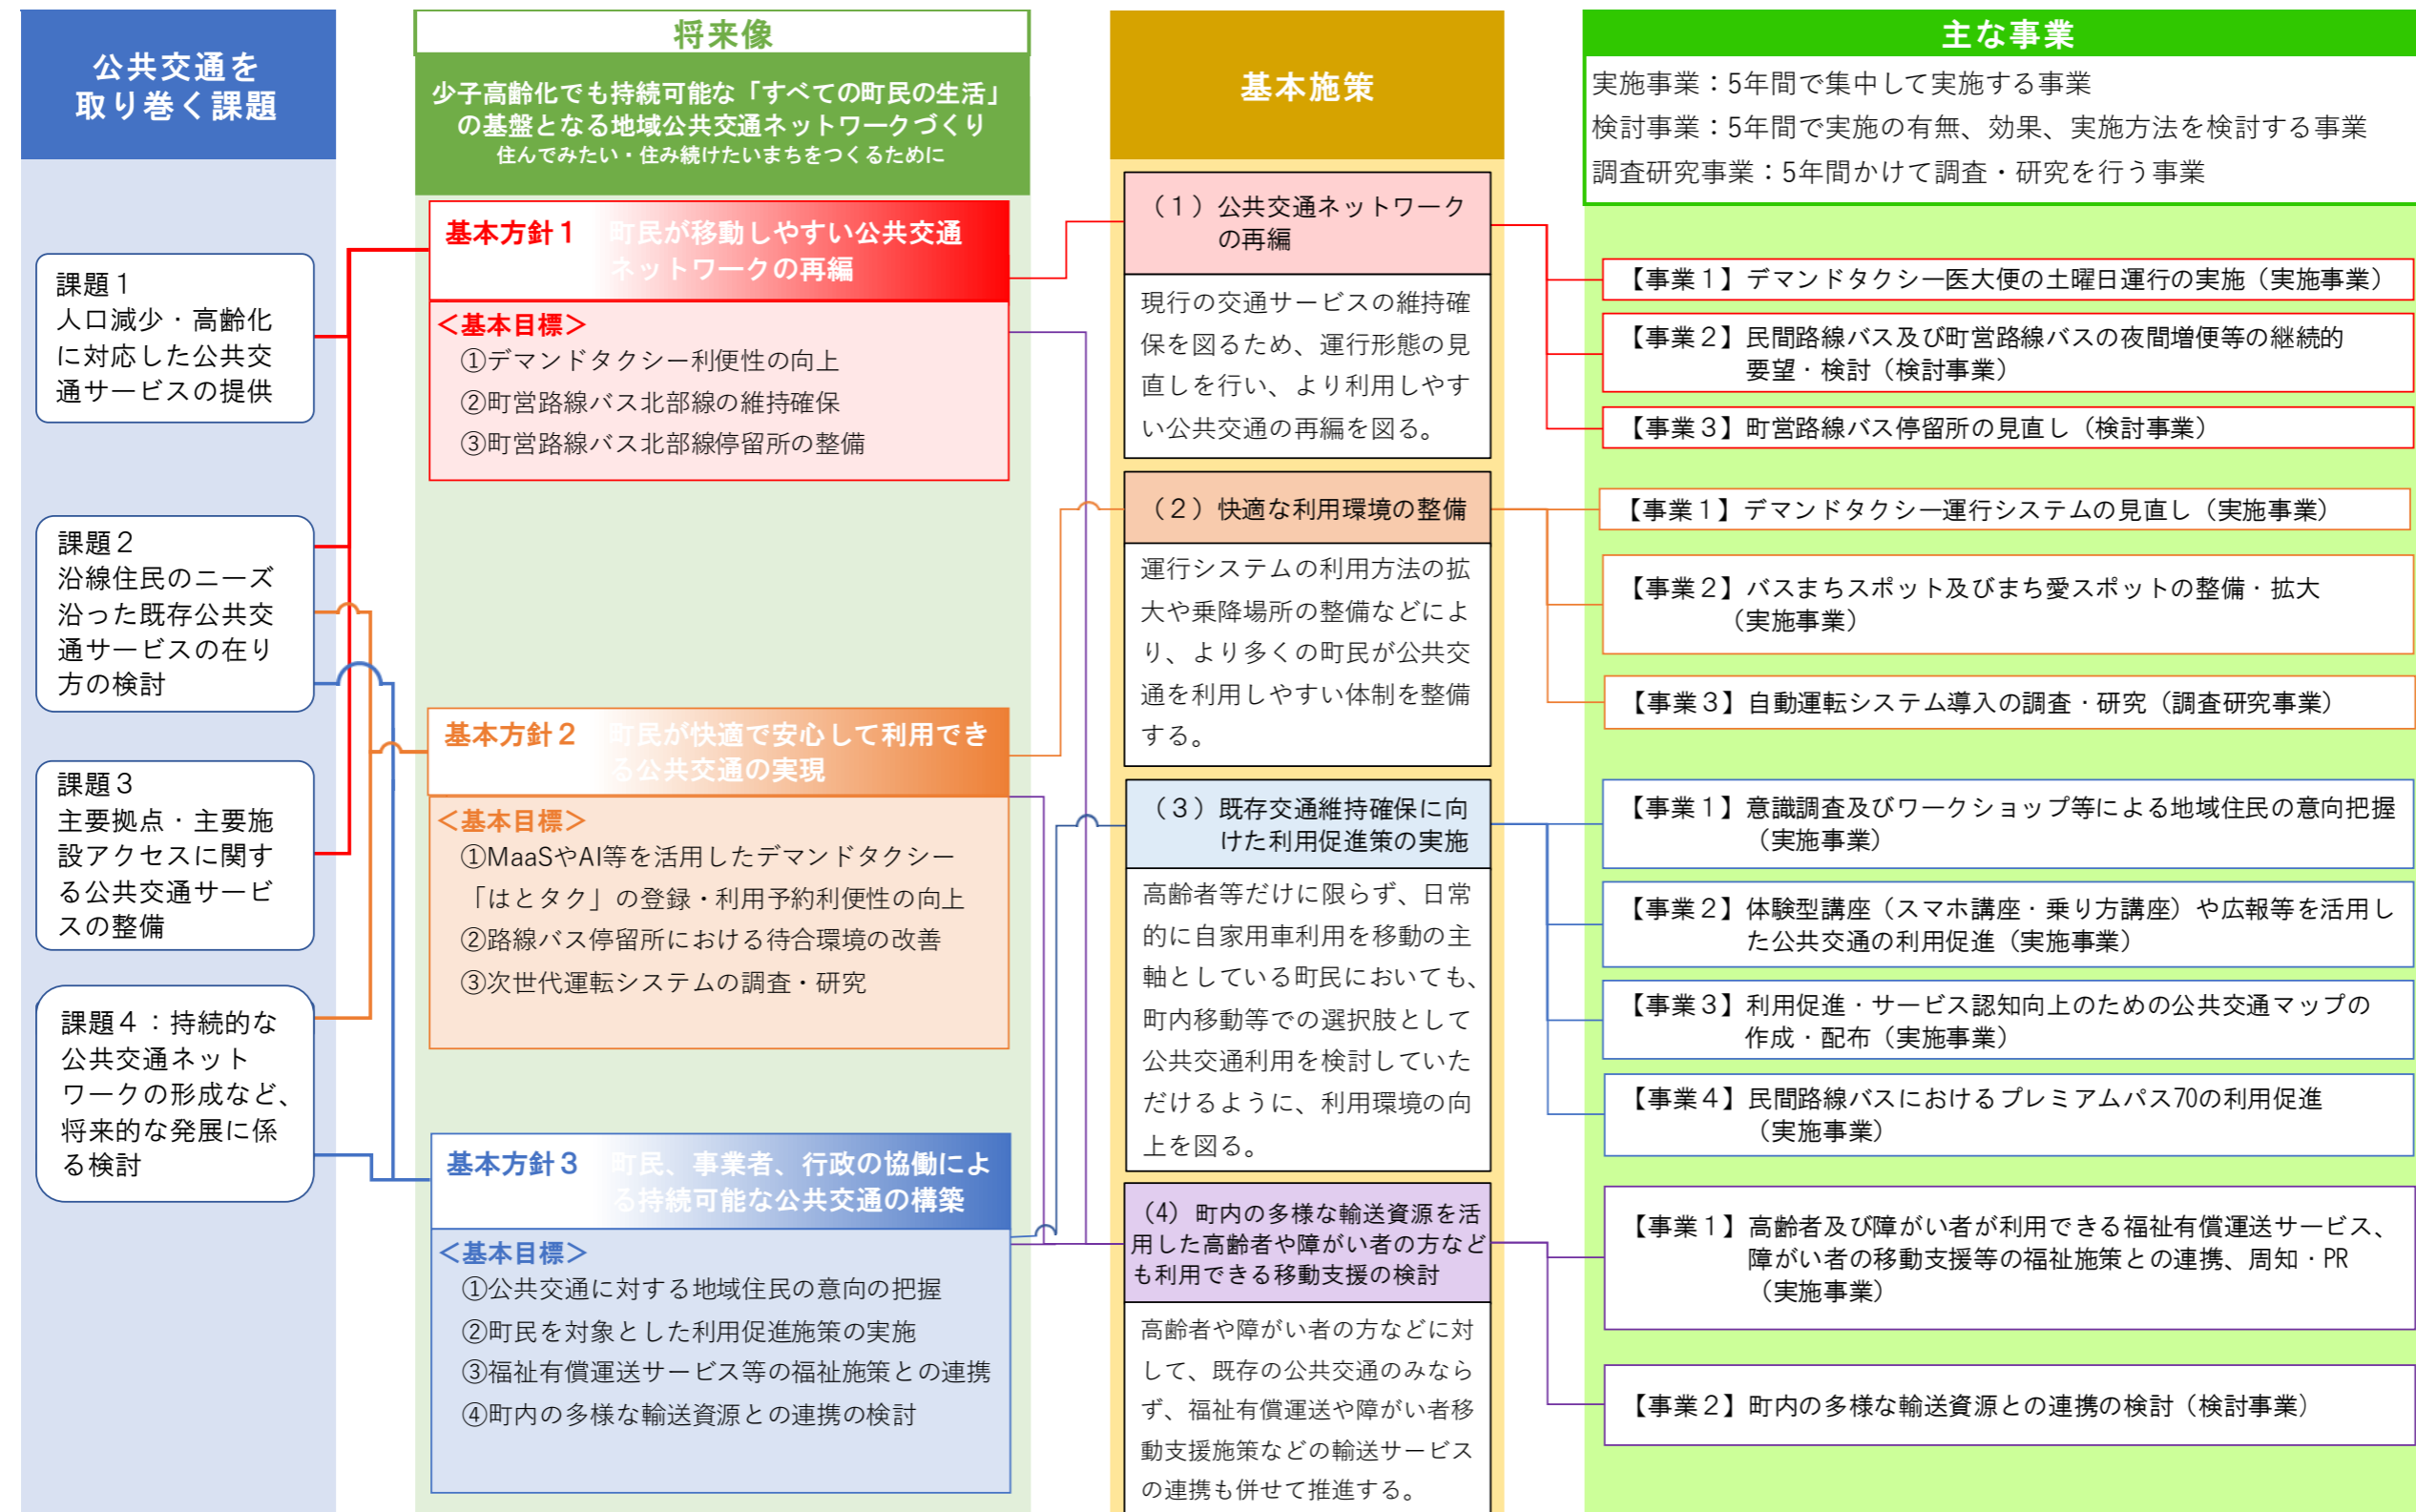 公共交通を
取り巻く課題
課題１
人口減少・高齢化
に対応した公共交
通サービスの提供
課題２
沿線住民のニーズ
沿った既存公共交
通サービスの在り
方の検討
課題３
主要拠点・主要施
設アクセスに関す
る公共交通サービ
スの整備
課題４：持続的な
公共交通ネット
ワークの形成など、
将来的な発展に係
る検討
将来像
少子高齢化でも持続可能な「すべての町民の生活」
の基盤となる地域公共交通ネットワークづくり
住んでみたい・住み続けたいまちをつくるために
基本方針１　町民が移動しやすい公共交通
ネットワークの再編
＜基本目標＞
①デマンドタクシー利便性の向上
②町営路線バス北部線の維持確保
③町営路線バス北部線停留所の整備
基本方針２　町民が快適で安心して利用でき
る公共交通の実現
＜基本目標＞
①MaaSやAI等を活用したデマンドタクシー
「はとタク」の登録・利用予約利便性の向上
②路線バス停留所における待合環境の改善
③次世代運転システムの調査・研究
基本方針３　町民、事業者、行政の協働によ
る持続可能な公共交通の構築
＜基本目標＞
①公共交通に対する地域住民の意向の把握
②町民を対象とした利用促進施策の実施
③福祉有償運送サービス等の福祉施策との連携
④町内の多様な輸送資源との連携の検討
基本施策
（１）公共交通ネットワーク
の再編
現行の交通サービスの維持確
保を図るため、運行形態の見
直しを行い、より利用しやす
い公共交通の再編を図る。
（２）快適な利用環境の整備
運行システムの利用方法の拡
大や乗降場所の整備などによ
り、より多くの町民が公共交
通を利用しやすい体制を整備
する。
（３）既存交通維持確保に向
けた利用促進策の実施
高齢者等だけに限らず、日常
的に自家用車利用を移動の主
軸としている町民においても、
町内移動等での選択肢として
公共交通利用を検討していた
だけるように、利用環境の向
上を図る。
（4）町内の多様な輸送資源を活
用した高齢者や障がい者の方など
も利用できる移動支援の検討
高齢者や障がい者の方などに対
して、既存の公共交通のみなら
ず、福祉有償運送や障がい者移
動支援施策などの輸送サービス
の連携も併せて推進する。
主な事業
実施事業：5年間で集中して実施する事業
検討事業：5年間で実施の有無、効果、実施方法を検討する事業
調査研究事業：5年間かけて調査・研究を行う事業
【事業１】デマンドタクシー医大便の土曜日運行の実施（実施事業）
【事業２】民間路線バス及び町営路線バスの夜間増便等の継続的
要望・検討（検討事業）
【事業３】町営路線バス停留所の見直し（検討事業）
【事業１】デマンドタクシー運行システムの見直し（実施事業）
【事業２】バスまちスポット及びまち愛スポットの整備・拡大
（実施事業）
【事業３】自動運転システム導入の調査・研究（調査研究事業）
【事業１】意識調査及びワークショップ等による地域住民の意向把握
（実施事業）
【事業２】体験型講座（スマホ講座・乗り方講座）や広報等を活用し
た公共交通の利用促進（実施事業）
【事業３】利用促進・サービス認知向上のための公共交通マップの
作成・配布（実施事業）
【事業４】民間路線バスにおけるプレミアムパス70の利用促進
（実施事業）
【事業１】高齢者及び障がい者が利用できる福祉有償運送サービス、
障がい者の移動支援等の福祉施策との連携、周知・PR
（実施事業）
【事業２】町内の多様な輸送資源との連携の検討（検討事業）